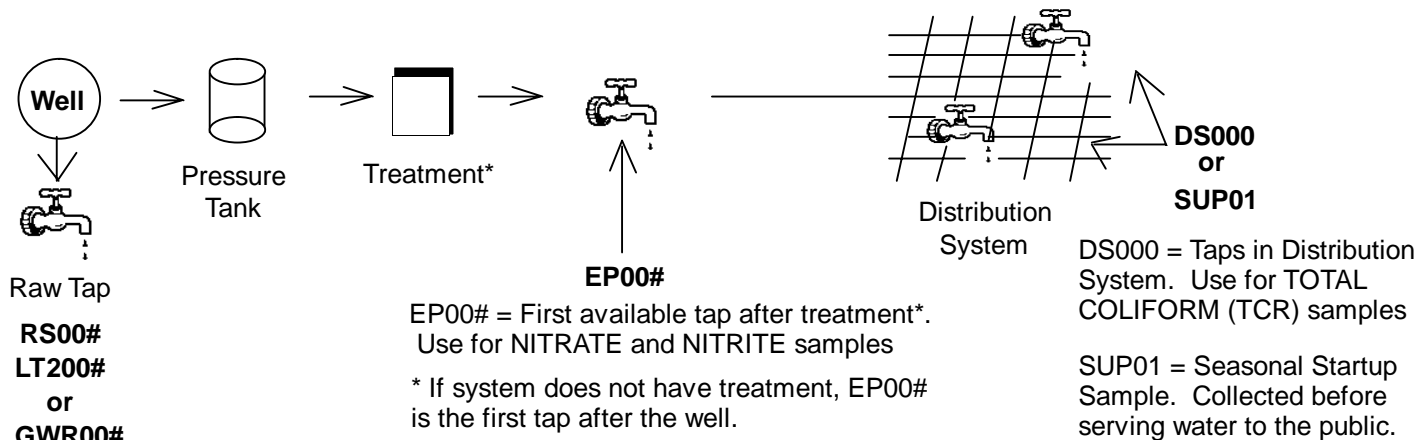 Well
Pressure
Tank
Treatment*
Raw Tap
RS00#
LT200#
or
GWR00#
EP00#
EP00# = First available tap after treatment*.
Use for NITRATE and NITRITE samples
* If system does not have treatment, EP00#
is the first tap after the well.
Distribution
System
DS000
or
SUP01
DS000 = Taps in Distribution
System. Use for TOTAL
COLIFORM (TCR) samples
SUP01 = Seasonal Startup
Sample. Collected before
serving water to the public.